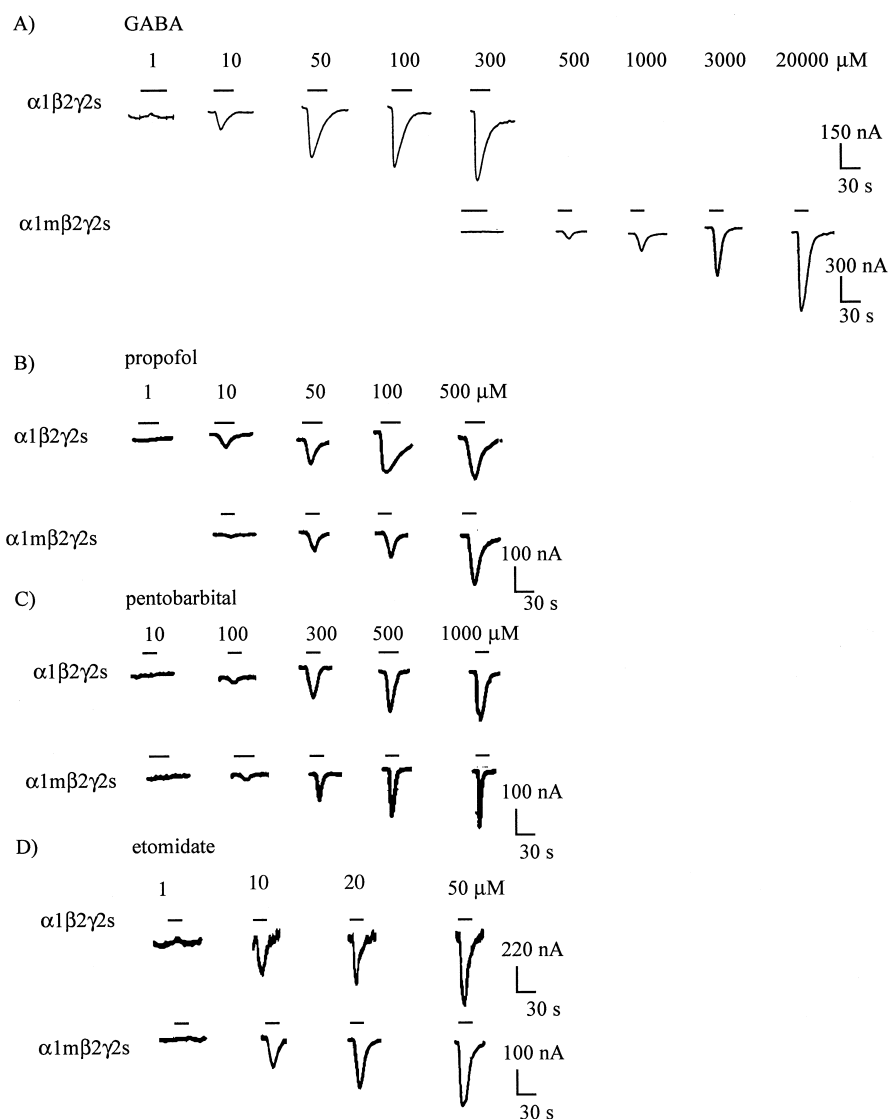 A) GABA
1 10 50 100 300 500 1000 3000 20000 μM
α1β2γ2s
150 nA
30 s
α1mβ2γ2s
300 nA
30 s
B) propofol
1 10 50 100 500 μM
α1β2γ2s
α1mβ2γ2s
100 nA
30 s
C) pentobarbital
10 100 300 500 1000 μM
α1β2γ2s
α1mβ2γ2s
100 nA
30 s
D) etomidate
1 10 20 50 μM
α1β2γ2s
220 nA
30 s
α1mβ2γ2s
100 nA
30 s